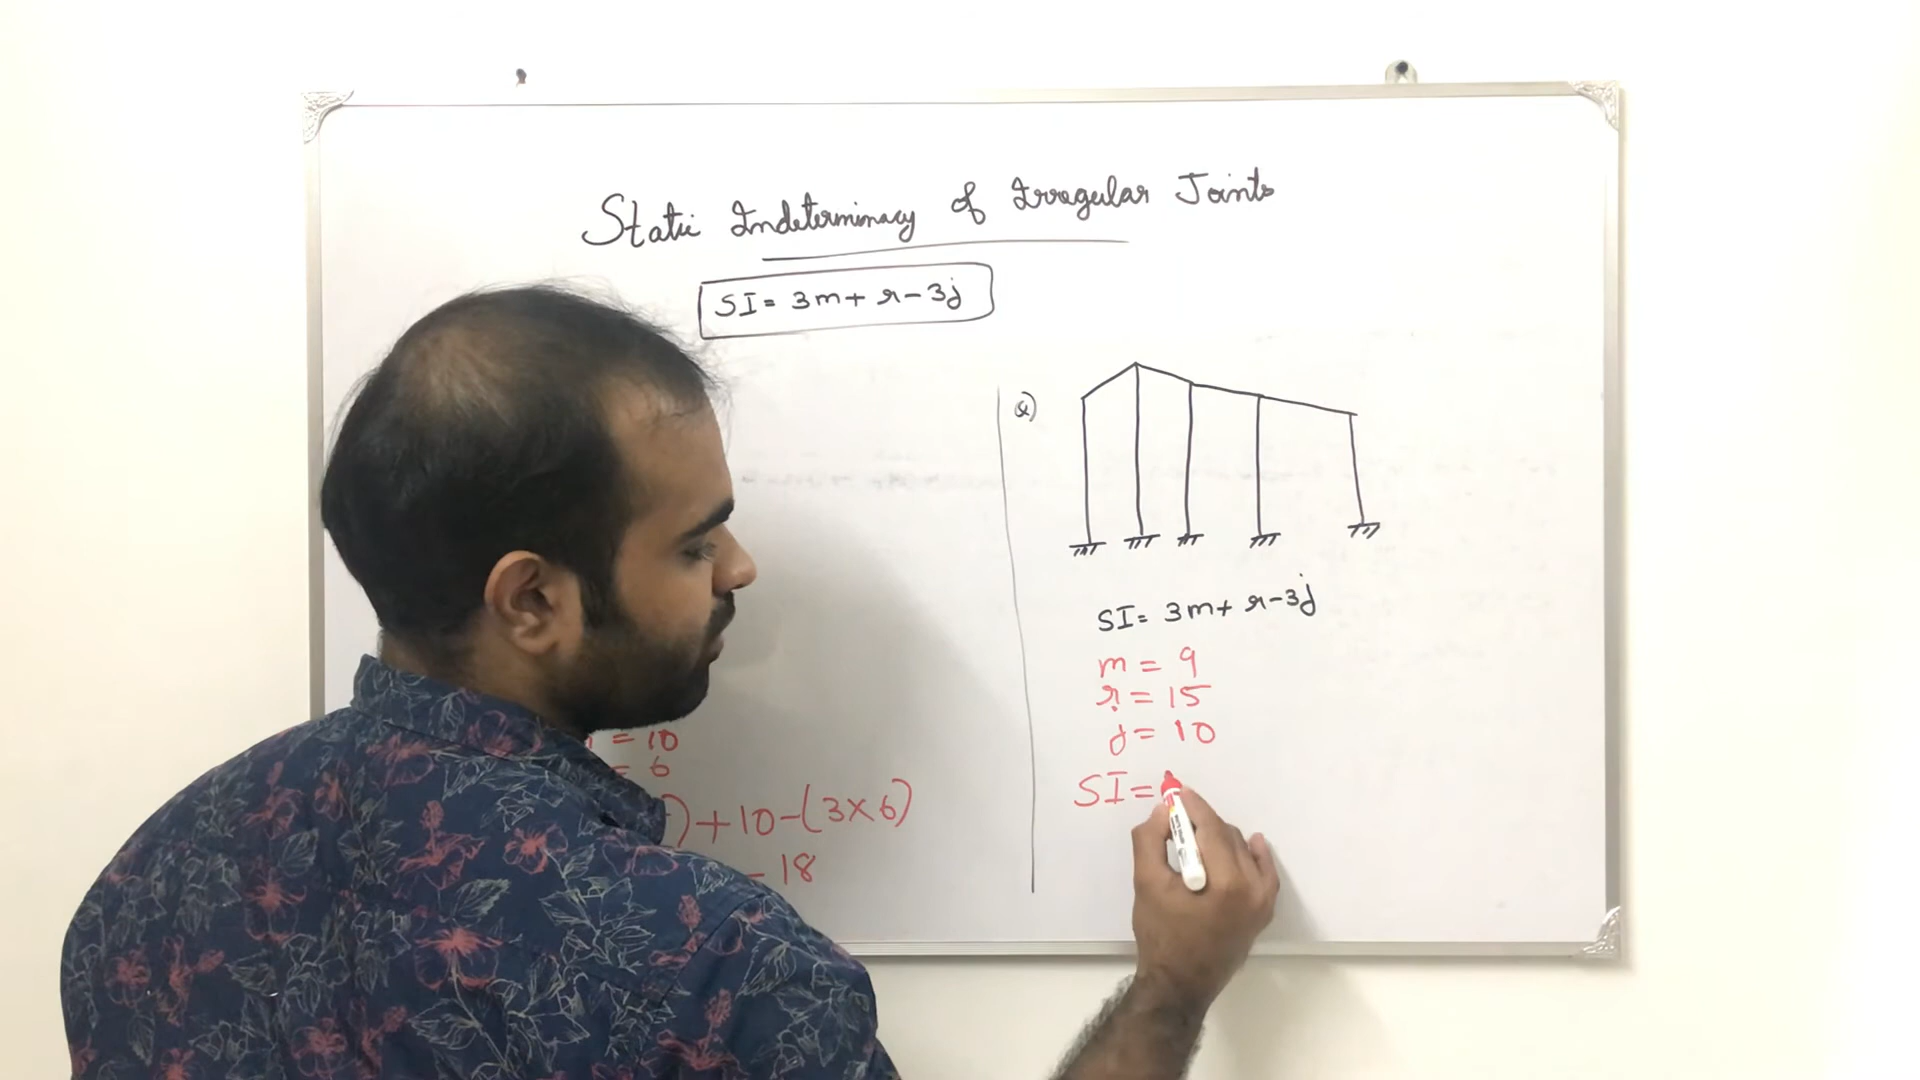 Static Indeterminacy of Irregular Joints
SI = 3m + r - 3j
= 10
= 6
) + 10 - (3 x 6)
- 18
Q)
SI = 3m + r - 3j
m = 9
r = 15
j = 10
SI =